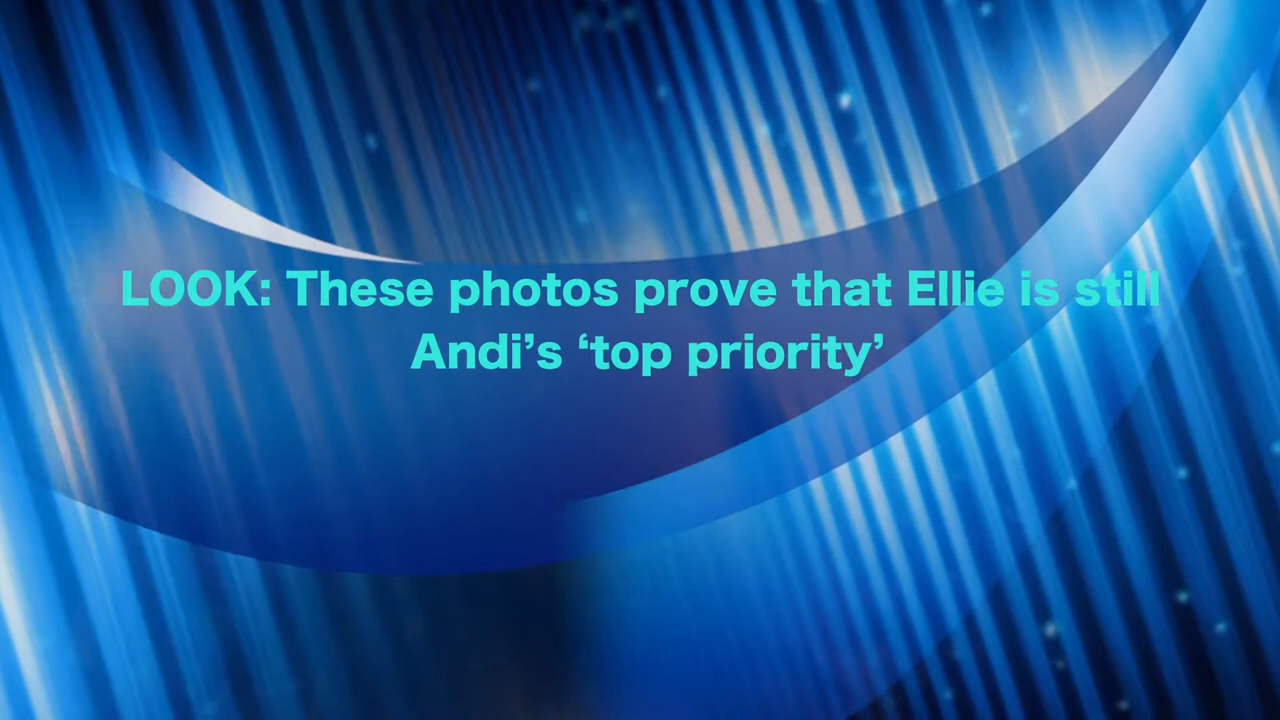 LOOK: These photos prove that Ellie is still
Andi’s ‘top priority’